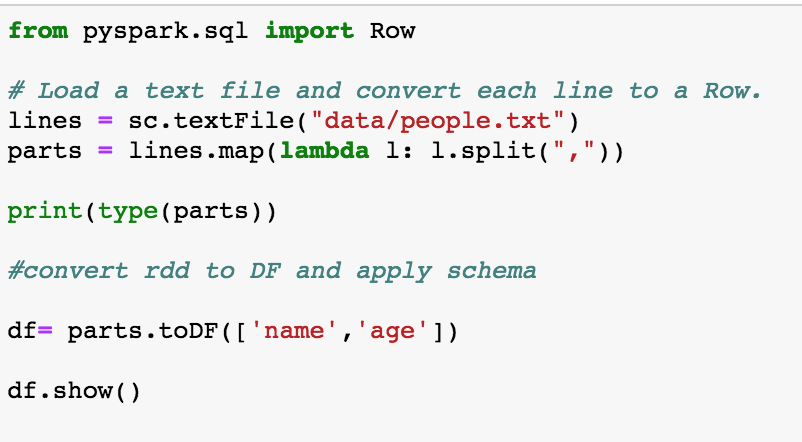 from pyspark.sql import Row
# Load a text file and convert each line to a Row.
lines = sc.textFile("data/people.txt")
parts = lines.map(lambda l: l.split(","))
print(type(parts))
#convert rdd to DF and apply schema
df= parts.toDF(['name','age'])
df.show()